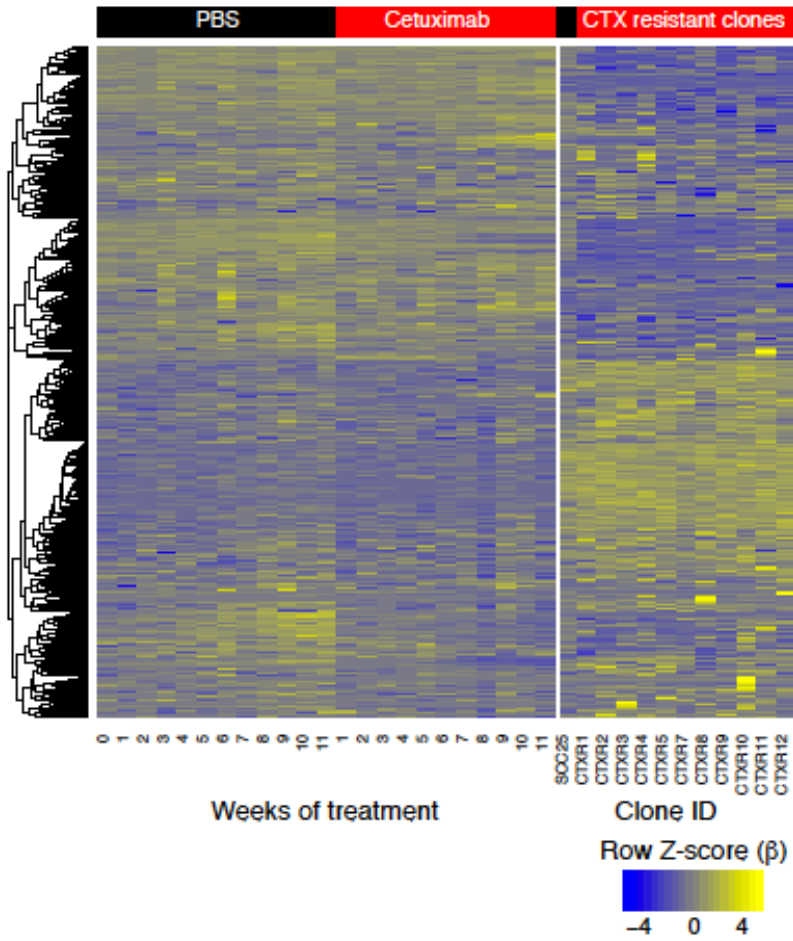 PBS Cetuximab CTX resistant clones
0 1 2 3 4 5 6 7 8 9 10 11 1 2 3 4 5 6 7 8 9 10 11 SCC25 CTXR1 CTXR2 CTXR3 CTXR4 CTXR5 CTXR7 CTXR8 CTXR9 CTXR10 CTXR11 CTXR12
Weeks of treatment Clone ID
Row Z-score (β)
−4 0 4